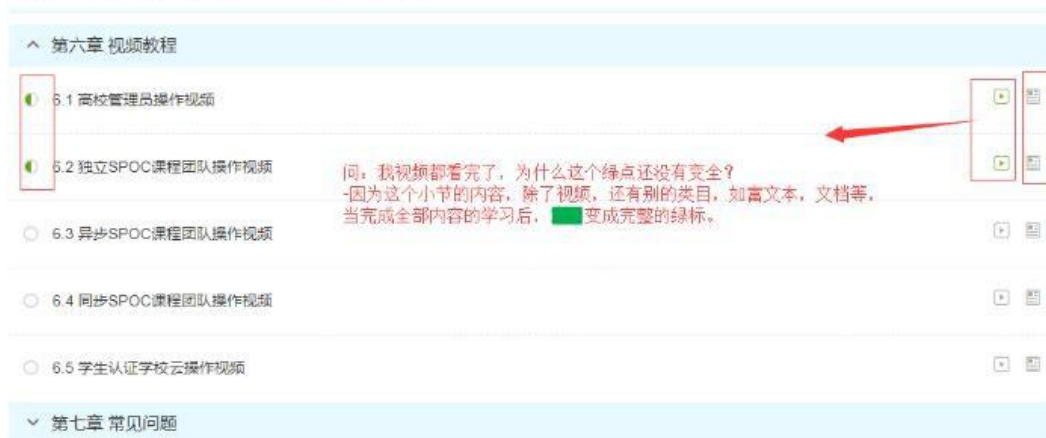 第六章 视频教程
6.1 高校管理员操作视频
6.2 独立SPOC课程团队操作视频
问：我视频都看完了，为什么这个绿点还没有变全？
-因为这个小节的内容，除了视频，还有别的类目，如富文本，文档等，
当完成全部内容的学习后，变成完整的绿标。
6.3 异步SPOC课程团队操作视频
6.4 同步SPOC课程团队操作视频
6.5 学生认证学校云操作视频
第七章 常见问题